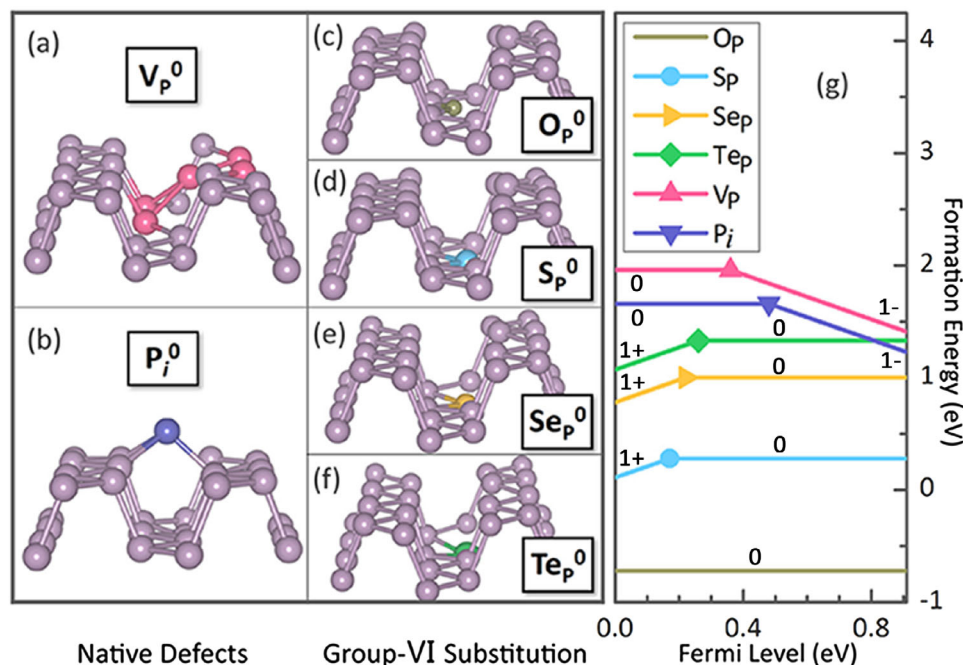 (a)
V_P^0
(b)
P_i^0
Native Defects
(c)
O_P^0
(d)
S_P^0
(e)
Se_P^0
(f)
Te_P^0
Group-VI Substitution
(g)
O_P
S_P
Se_P
Te_P
V_P
P_i
0
1-
0
1-
1+
0
1+
0
1+
0
0
4
3
2
1
0
-1
Formation Energy (eV)
0.0
0.4
0.8
Fermi Level (eV)